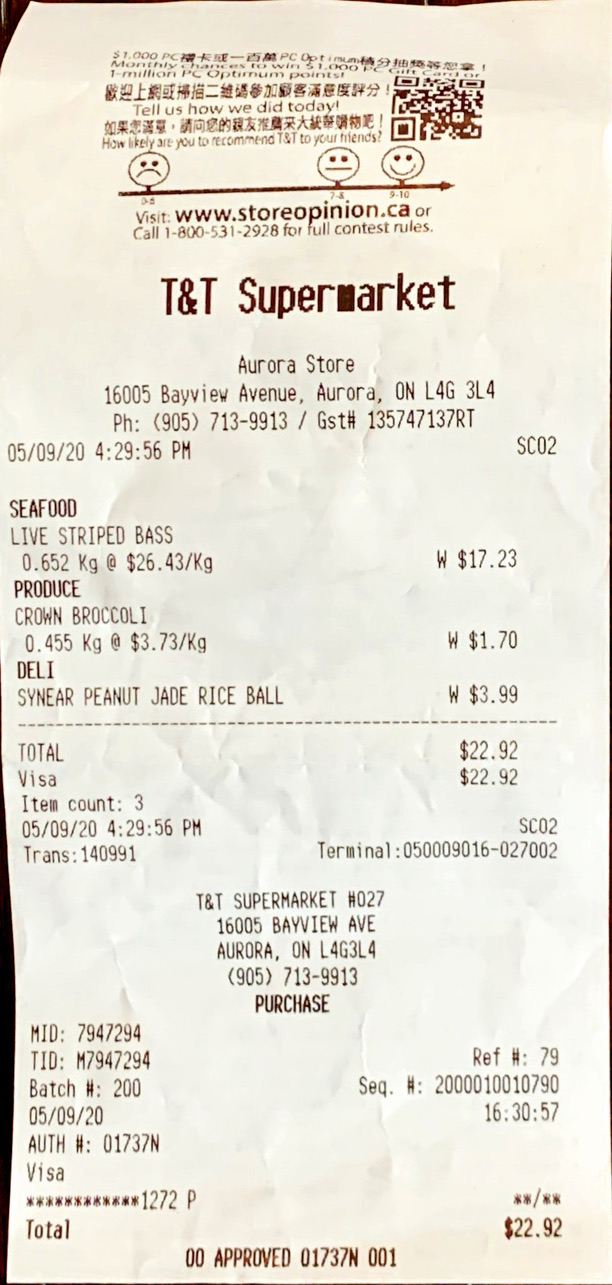 $1,000 PC禮卡或一百萬PC Optimum積分抽獎等您拿！
Monthly chances to win $1,000 PC Gift Card or
1-million PC Optimum points!
歡迎上網或掃描二維碼參加顧客滿意度評分！
Tell us how we did today!
如果您滿意，請向您的親友推薦來大統華購物吧！
How likely are you to recommend T&T to your friends?
0-6 7-8 9-10
Visit: www.storeopinion.ca or
Call 1-800-531-2928 for full contest rules.
T&T Supermarket
Aurora Store
16005 Bayview Avenue, Aurora, ON L4G 3L4
Ph: (905) 713-9913 / Gst# 135747137RT
05/09/20 4:29:56 PM SC02
SEAFOOD
LIVE STRIPED BASS
0.652 Kg @ $26.43/Kg W $17.23
PRODUCE
CROWN BROCCOLI
0.455 Kg @ $3.73/Kg W $1.70
DELI
SYNEAR PEANUT JADE RICE BALL W $3.99
TOTAL $22.92
Visa $22.92
Item count: 3
05/09/20 4:29:56 PM SC02
Trans:140991 Terminal:050009016-027002
T&T SUPERMARKET #027
16005 BAYVIEW AVE
AURORA, ON L4G3L4
(905) 713-9913
PURCHASE
MID: 7947294
TID: M7947294 Ref #: 79
Batch #: 200 Seq. #: 2000010010790
05/09/20 16:30:57
AUTH #: 01737N
Visa
************1272 P **/**
Total $22.92
00 APPROVED 01737N 001